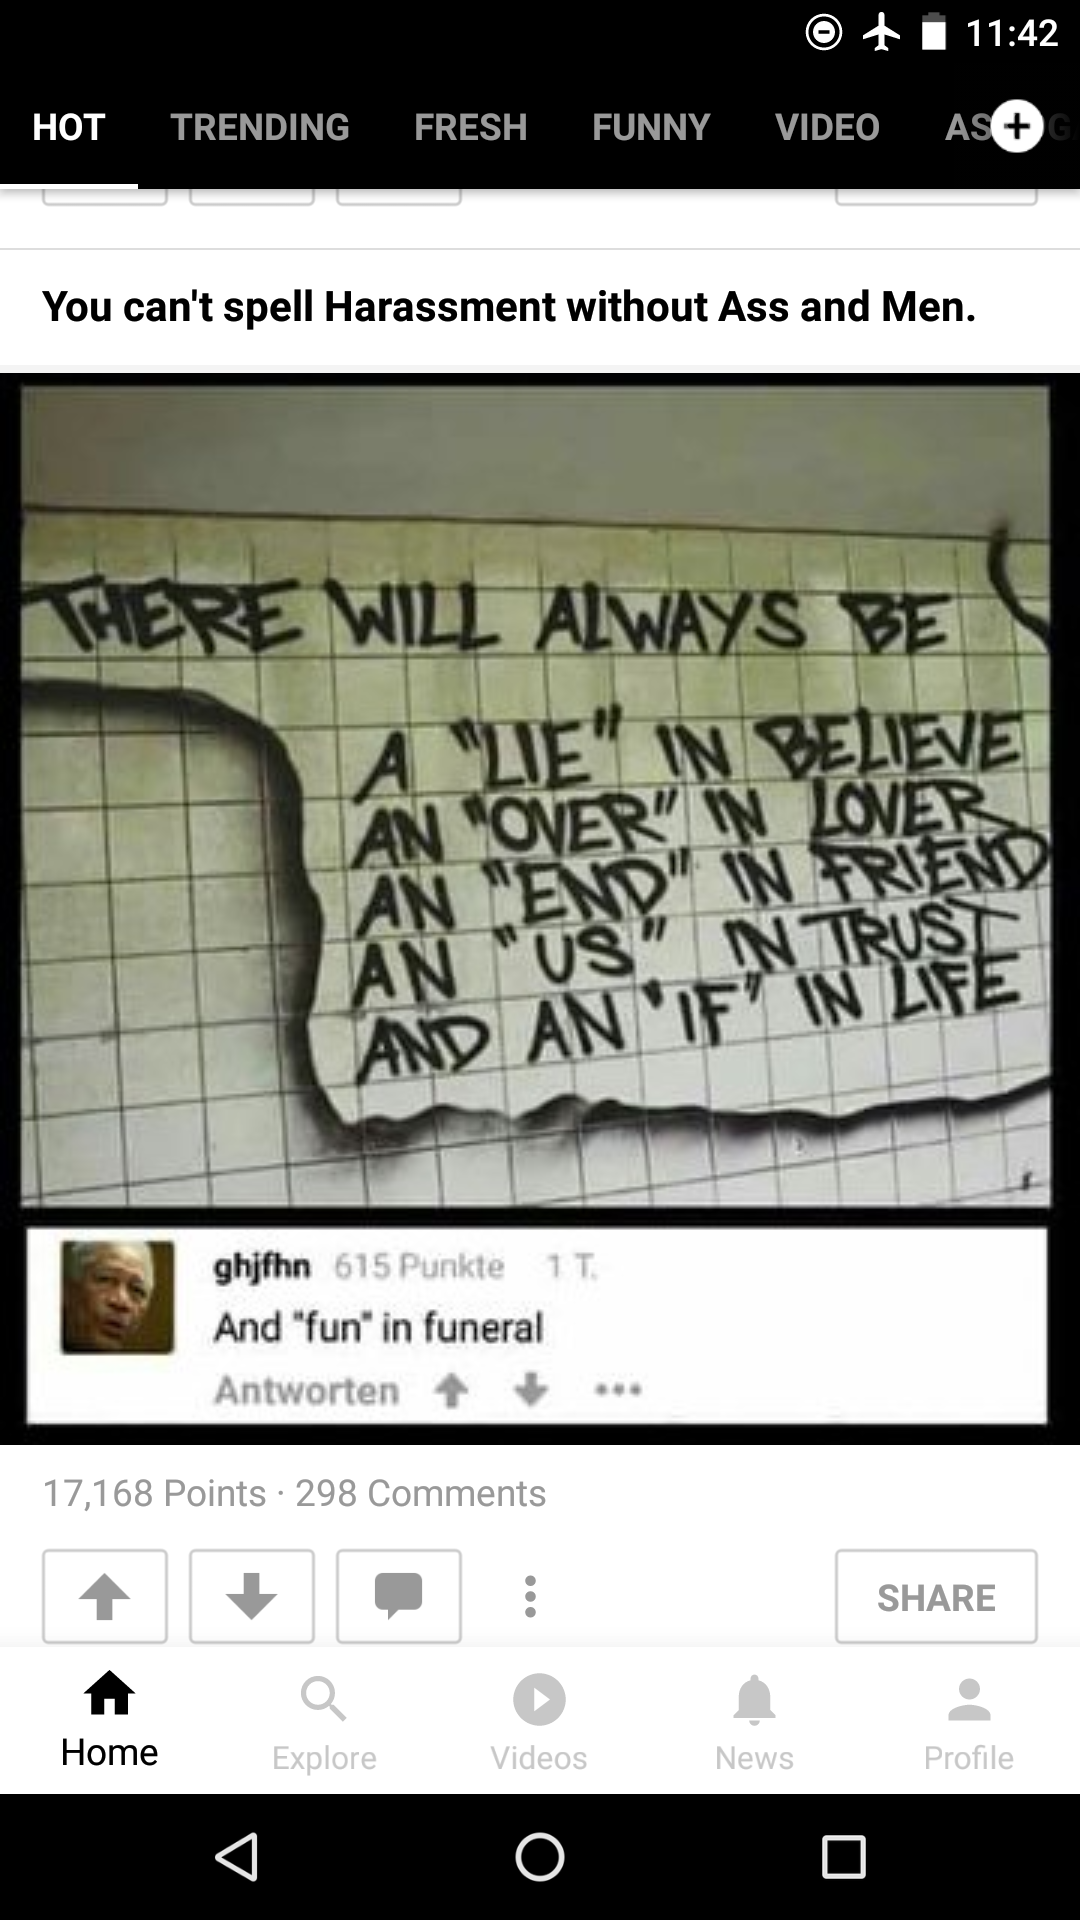 11:42
HOT TRENDING FRESH FUNNY VIDEO
You can't spell Harassment without Ass and Men.
THERE WILL ALWAYS BE
A "LIE" IN BELIEVE
AN "OVER" IN LOVER
AN "END" IN FRIEND
AN "US" IN TRUST
AND AN "IF" IN LIFE
ghjfhn 615 Punkte 1 T.
And "fun" in funeral
Antworten
17,168 Points · 298 Comments
SHARE
Home Explore Videos News Profile